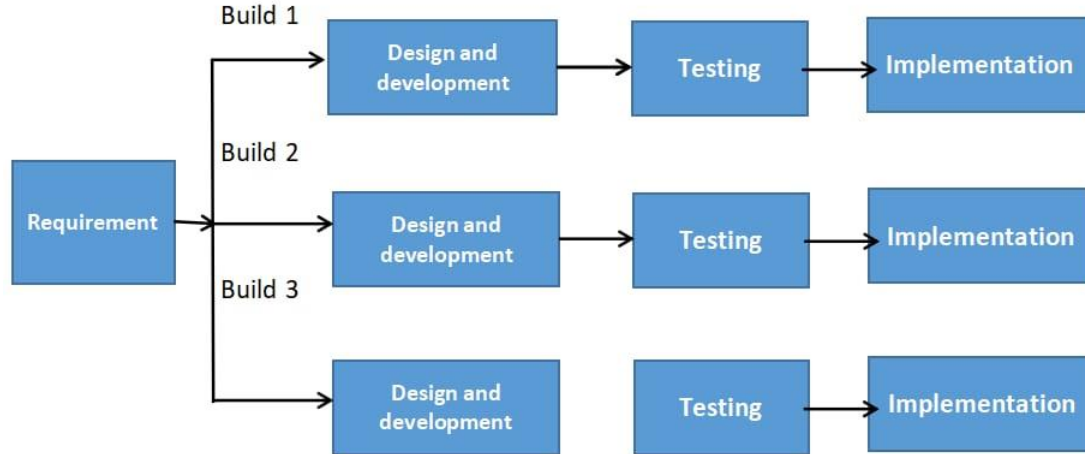 Build 1
Design and
development
Testing
Implementation
Build 2
Requirement
Design and
development
Testing
Implementation
Build 3
Design and
development
Testing
Implementation